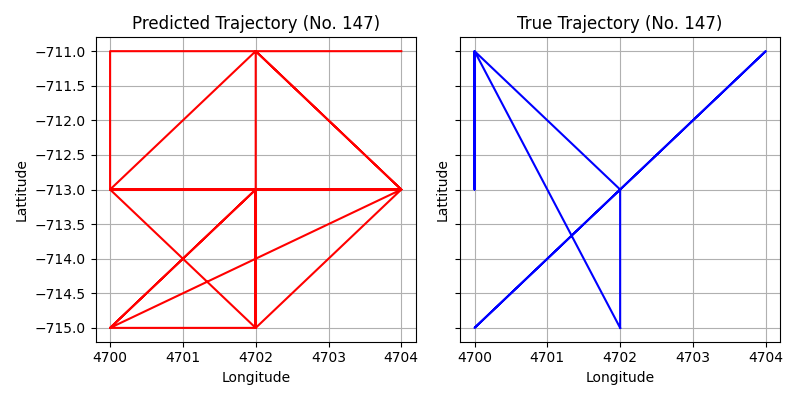 Predicted Trajectory (No. 147)
Lattitude
−711.0
−711.5
−712.0
−712.5
−713.0
−713.5
−714.0
−714.5
−715.0
4700 4701 4702 4703 4704
Longitude
True Trajectory (No. 147)
Lattitude
4700 4701 4702 4703 4704
Longitude